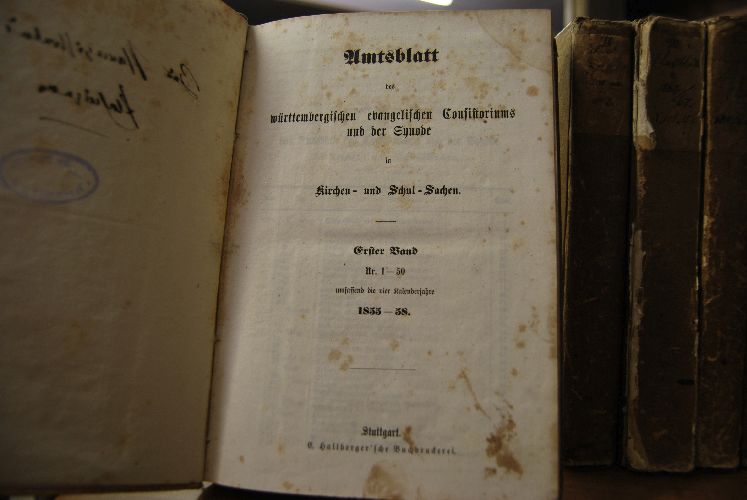 Amtsblatt
des
württembergischen evangelischen Consistoriums
und der Synode
in
Kirchen- und Schul-Sachen.
Erster Band
Nr. 1—50
umfassend die vier Kalenderjahre
1855—58.
Stuttgart.
C. Hallberger'sche Buchdruckerei.